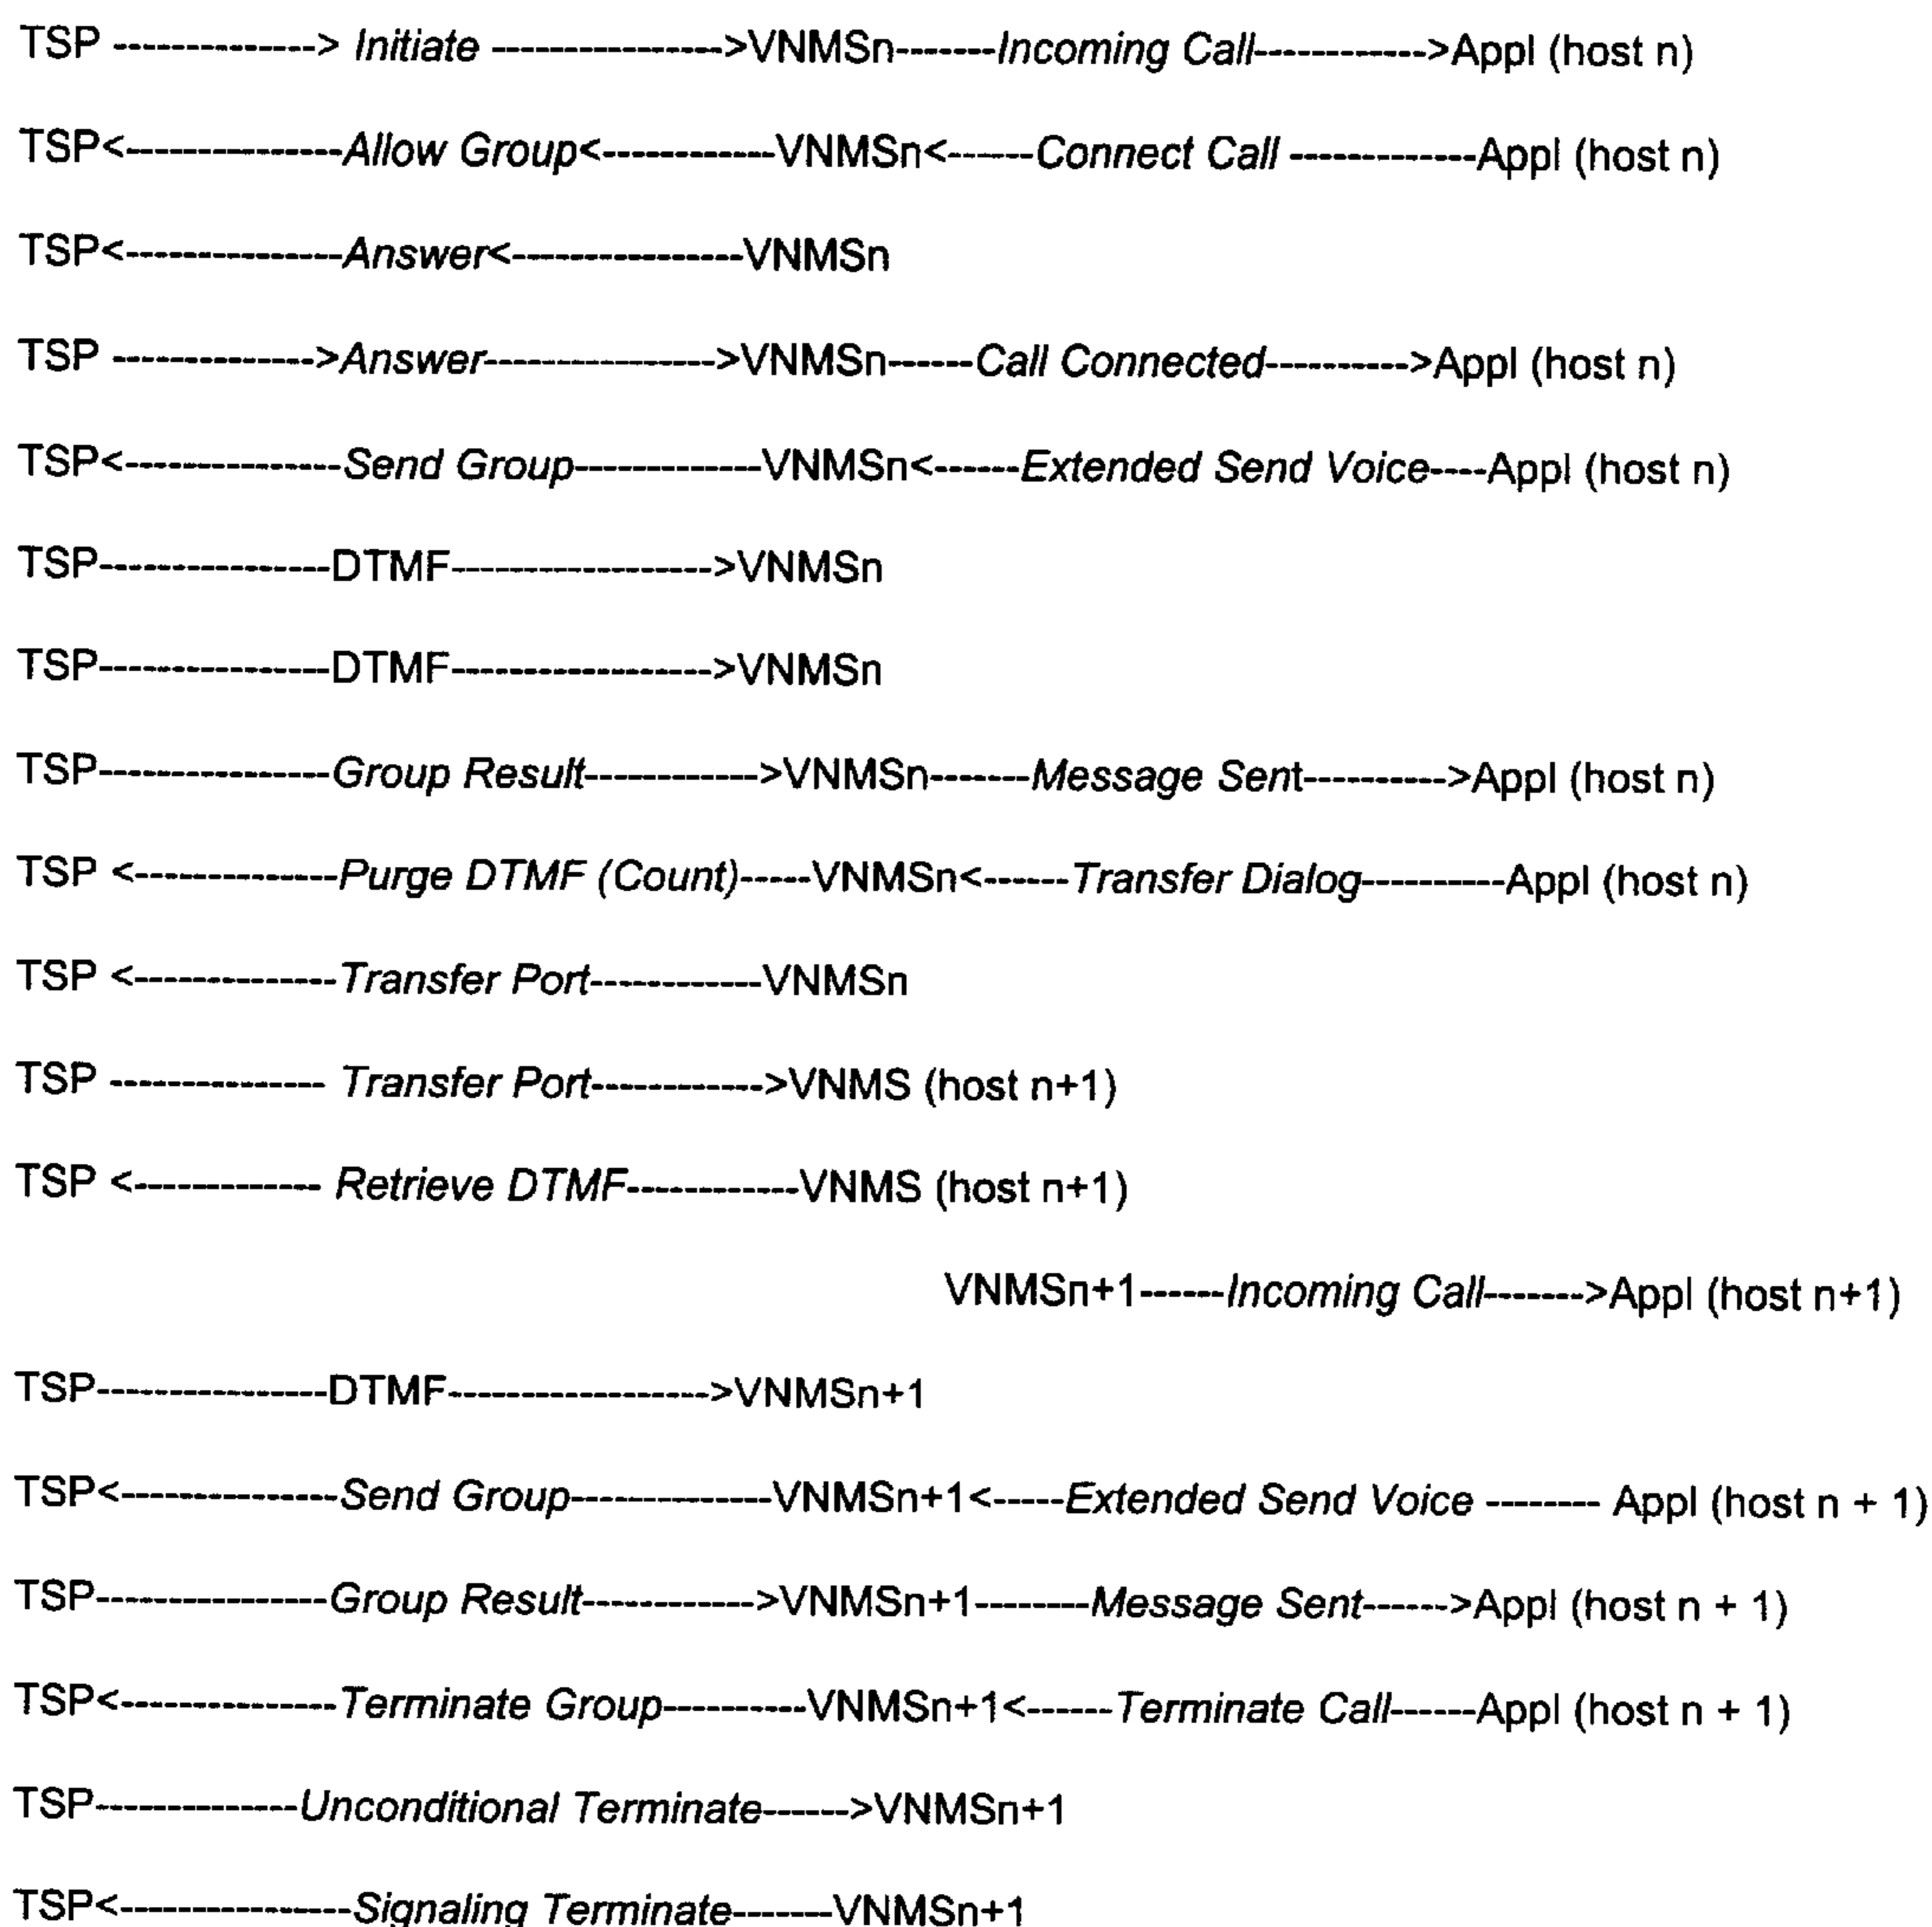 TSP --------------> Initiate ---------------->VNMSn-------Incoming Call------------>Appl (host n)
TSP<---------------Allow Group<------------VNMSn<------Connect Call -------------Appl (host n)
TSP<---------------Answer<----------------VNMSn
TSP -------------->Answer---------------->VNMSn------Call Connected---------->Appl (host n)
TSP<---------------Send Group-------------VNMSn<------Extended Send Voice----Appl (host n)
TSP----------------DTMF------------------>VNMSn
TSP----------------DTMF------------------>VNMSn
TSP----------------Group Result------------>VNMSn-------Message Sent---------->Appl (host n)
TSP <--------------Purge DTMF (Count)-----VNMSn<------Transfer Dialog----------Appl (host n)
TSP <--------------Transfer Port------------VNMSn
TSP --------------- Transfer Port------------>VNMS (host n+1)
TSP <------------- Retrieve DTMF------------VNMS (host n+1)
VNMSn+1------Incoming Call------->Appl (host n+1)
TSP----------------DTMF------------------>VNMSn+1
TSP<---------------Send Group--------------VNMSn+1<-----Extended Send Voice -------- Appl (host n + 1)
TSP----------------Group Result------------>VNMSn+1--------Message Sent------>Appl (host n + 1)
TSP<---------------Terminate Group----------VNMSn+1<------Terminate Call------Appl (host n + 1)
TSP--------------Unconditional Terminate------>VNMSn+1
TSP<----------------Signaling Terminate-------VNMSn+1